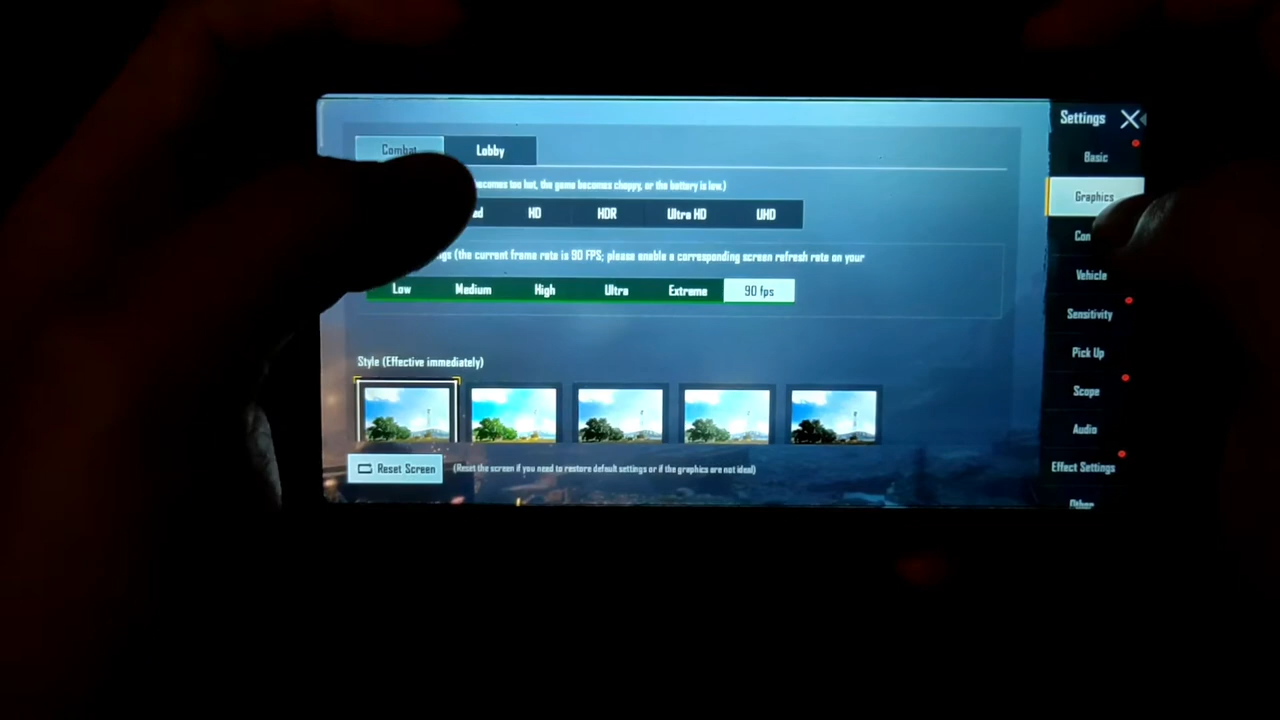 Combat
Lobby
becomes too hot, the game becomes choppy, or the battery is low.)
HD
HDR
Ultra HD
UHD
(the current frame rate is 90 FPS; please enable a corresponding screen refresh rate on your
Low
Medium
High
Ultra
Extreme
90 fps
Style (Effective immediately)
Reset Screen
(Reset the screen if you need to restore default settings or if the graphics are not ideal)
Settings
Basic
Graphics
Vehicle
Sensitivity
Pick Up
Scope
Audio
Effect Settings
Other